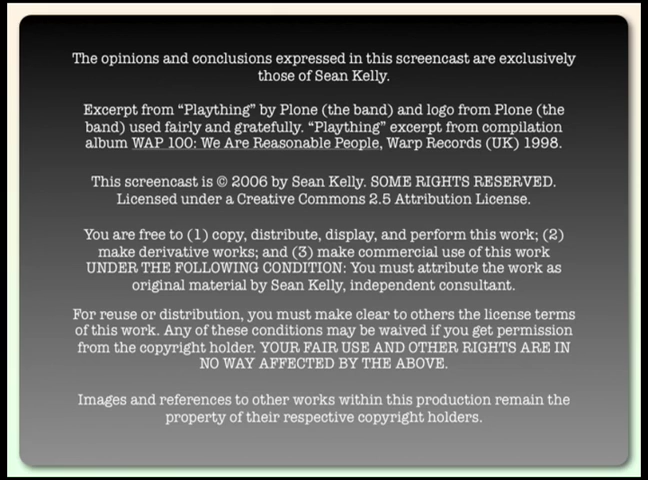 The opinions and conclusions expressed in this screencast are exclusively
those of Sean Kelly.
Excerpt from “Plaything” by Plone (the band) and logo from Plone (the
band) used fairly and gratefully. “Plaything” excerpt from compilation
album WAP 100: We Are Reasonable People, Warp Records (UK) 1998.
This screencast is © 2006 by Sean Kelly. SOME RIGHTS RESERVED.
Licensed under a Creative Commons 2.5 Attribution License.
You are free to (1) copy, distribute, display, and perform this work; (2)
make derivative works; and (3) make commercial use of this work
UNDER THE FOLLOWING CONDITION: You must attribute the work as
original material by Sean Kelly, independent consultant.
For reuse or distribution, you must make clear to others the license terms
of this work. Any of these conditions may be waived if you get permission
from the copyright holder. YOUR FAIR USE AND OTHER RIGHTS ARE IN
NO WAY AFFECTED BY THE ABOVE.
Images and references to other works within this production remain the
property of their respective copyright holders.